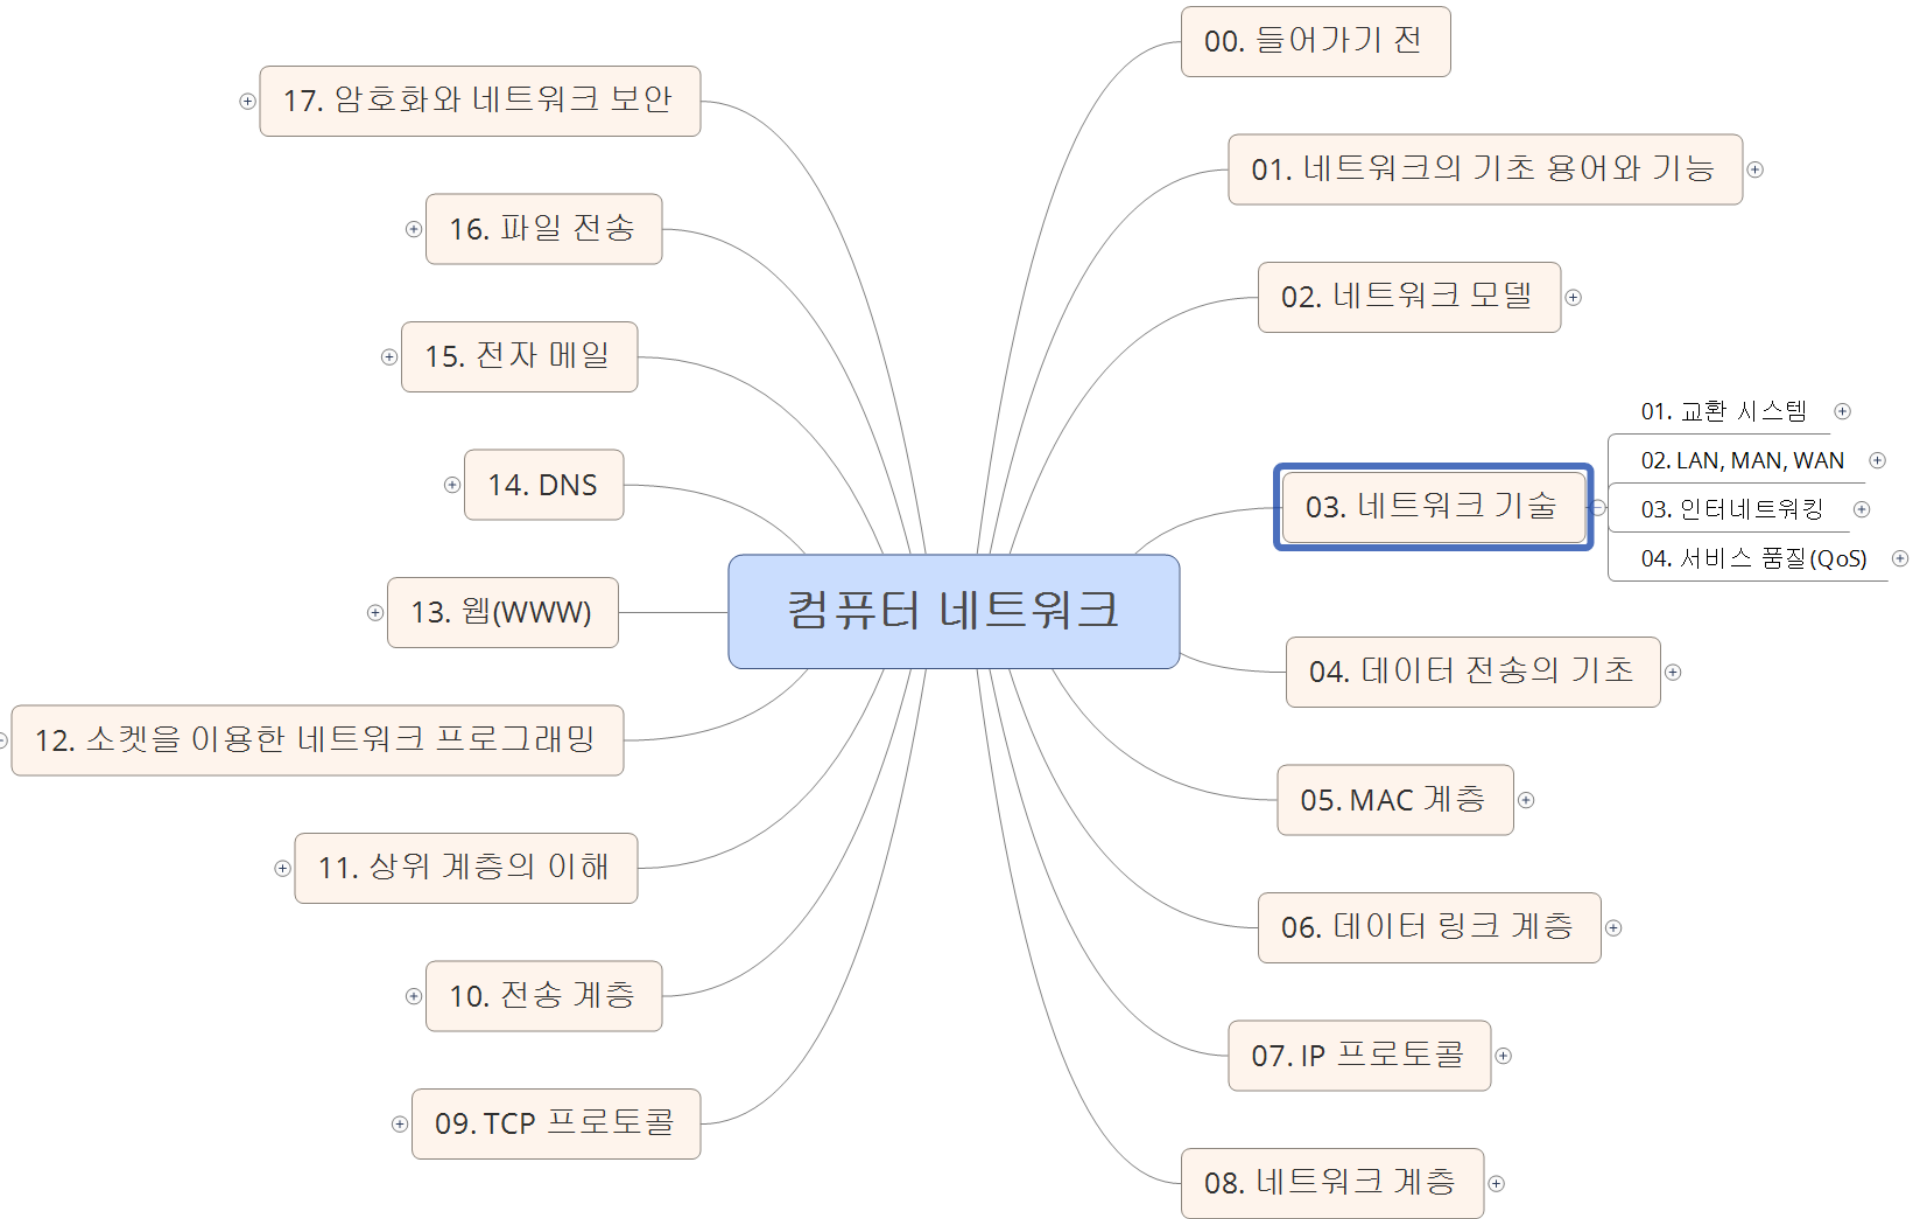 컴퓨터 네트워크
00. 들어가기 전
01. 네트워크의 기초 용어와 기능
02. 네트워크 모델
03. 네트워크 기술
01. 교환 시스템
02. LAN, MAN, WAN
03. 인터네트워킹
04. 서비스 품질(QoS)
04. 데이터 전송의 기초
05. MAC 계층
06. 데이터 링크 계층
07. IP 프로토콜
08. 네트워크 계층
09. TCP 프로토콜
10. 전송 계층
11. 상위 계층의 이해
12. 소켓을 이용한 네트워크 프로그래밍
13. 웹(WWW)
14. DNS
15. 전자 메일
16. 파일 전송
17. 암호화와 네트워크 보안